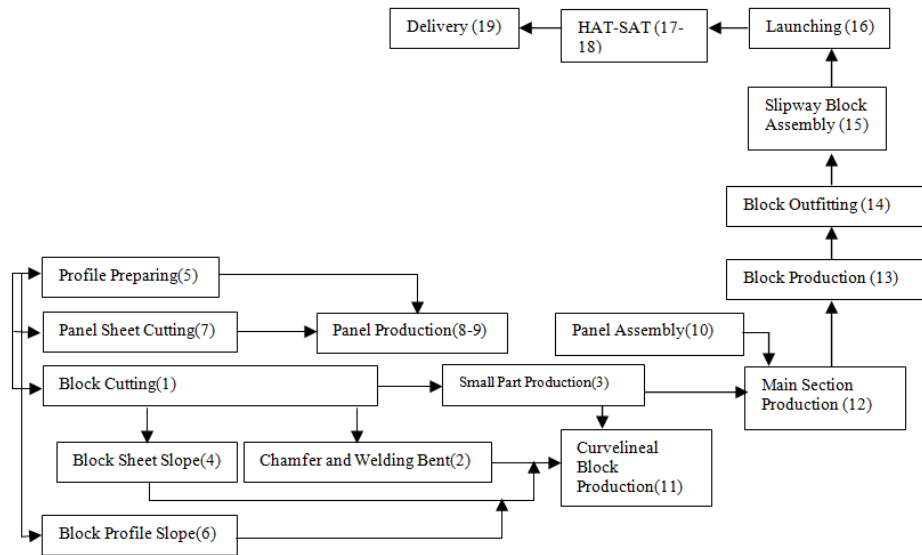 Delivery (19)
HAT-SAT (17-
18)
Launching (16)
Slipway Block
Assembly (15)
Block Outfitting (14)
Block Production (13)
Profile Preparing(5)
Panel Sheet Cutting(7)
Panel Production(8-9)
Panel Assembly(10)
Block Cutting(1)
Small Part Production(3)
Main Section
Production (12)
Block Sheet Slope(4)
Chamfer and Welding Bent(2)
Curvelineal
Block
Production(11)
Block Profile Slope(6)